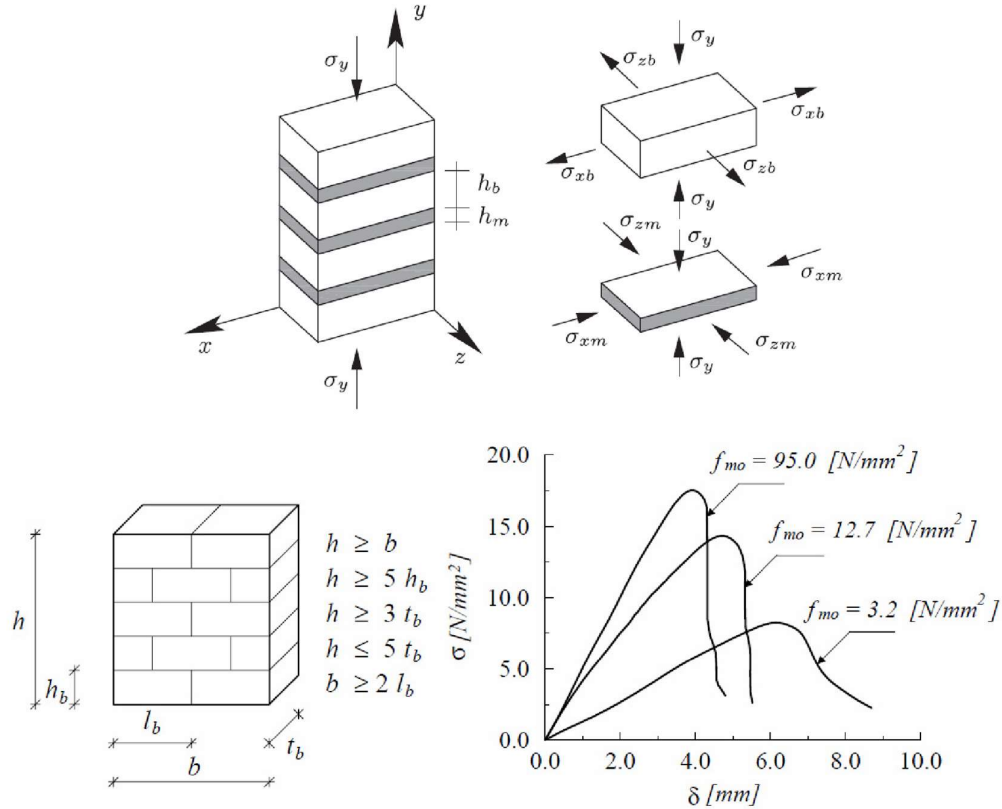 y
σy
x
z
σy
hb
hm
σy
σzb
σxb
σxb
σzb
σy
σzm
σy
σxm
σxm
σzm
σy
h
hb
lb
b
tb
h ≥ b
h ≥ 5 hb
h ≥ 3 tb
h ≤ 5 tb
b ≥ 2 lb
σ [N/mm²]
20.0
15.0
10.0
5.0
0.0
0.0 2.0 4.0 6.0 8.0 10.0
δ [mm]
fmo = 95.0 [N/mm²]
fmo = 12.7 [N/mm²]
fmo = 3.2 [N/mm²]